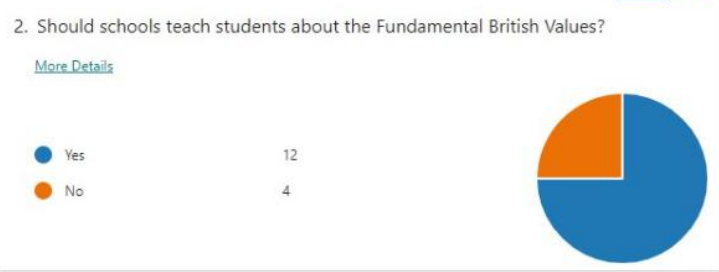 2. Should schools teach students about the Fundamental British Values?
More Details
Yes 12
No 4